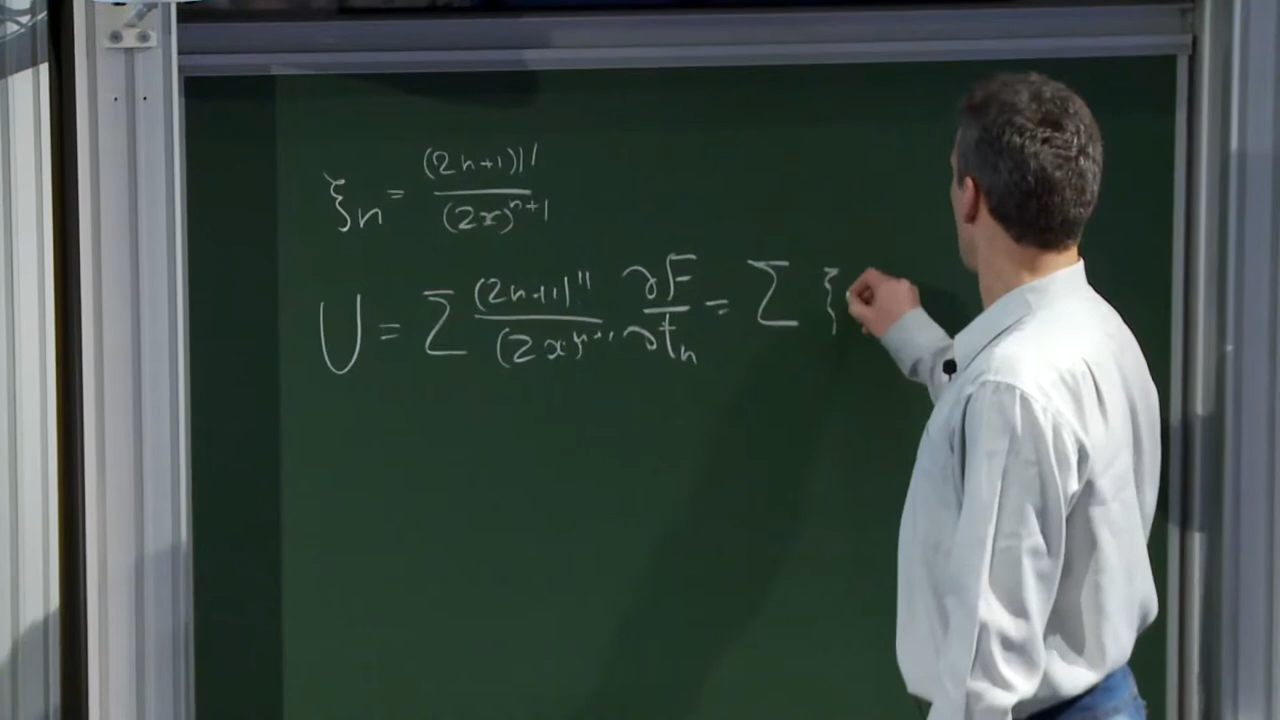 ξₙ = (2n+1)!! / (2x)ⁿ⁺¹
U = Σ (2n+1)!! / (2x)ⁿ⁺¹ ∂F/∂tₙ = Σ ξ